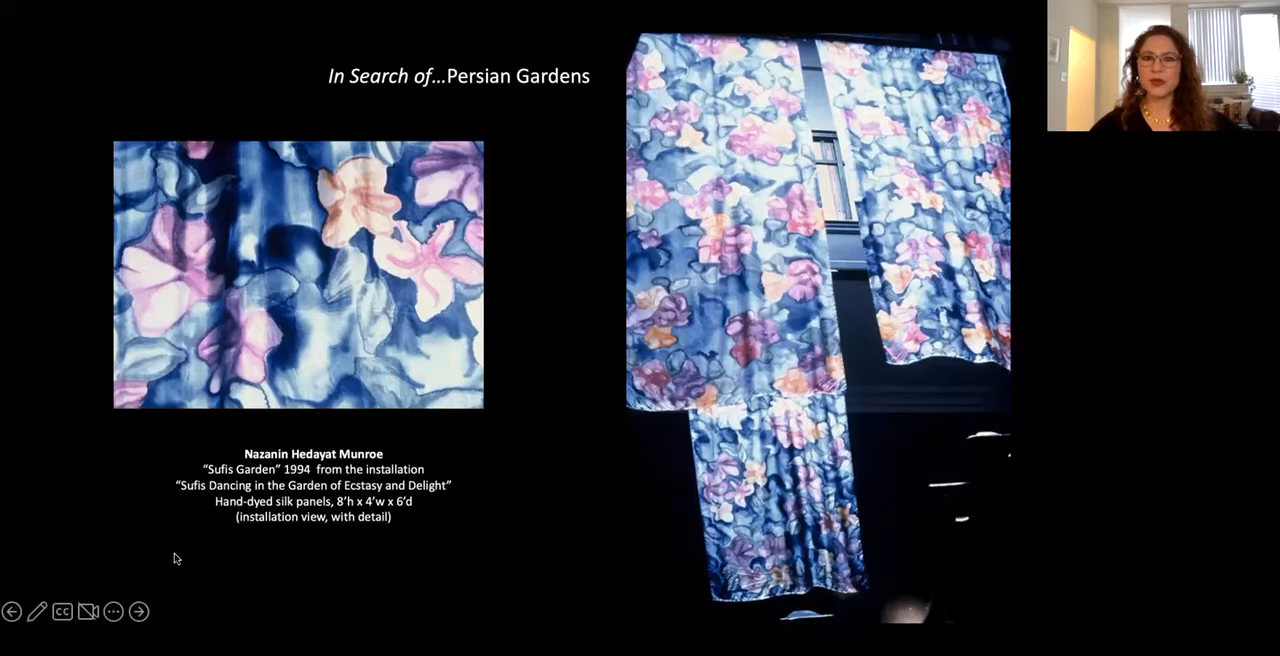 In Search of...Persian Gardens
Nazanin Hedayat Munroe
“Sufis Garden” 1994 from the installation
“Sufis Dancing in the Garden of Ecstasy and Delight”
Hand-dyed silk panels, 8’h x 4’w x 6’d
(installation view, with detail)
CC